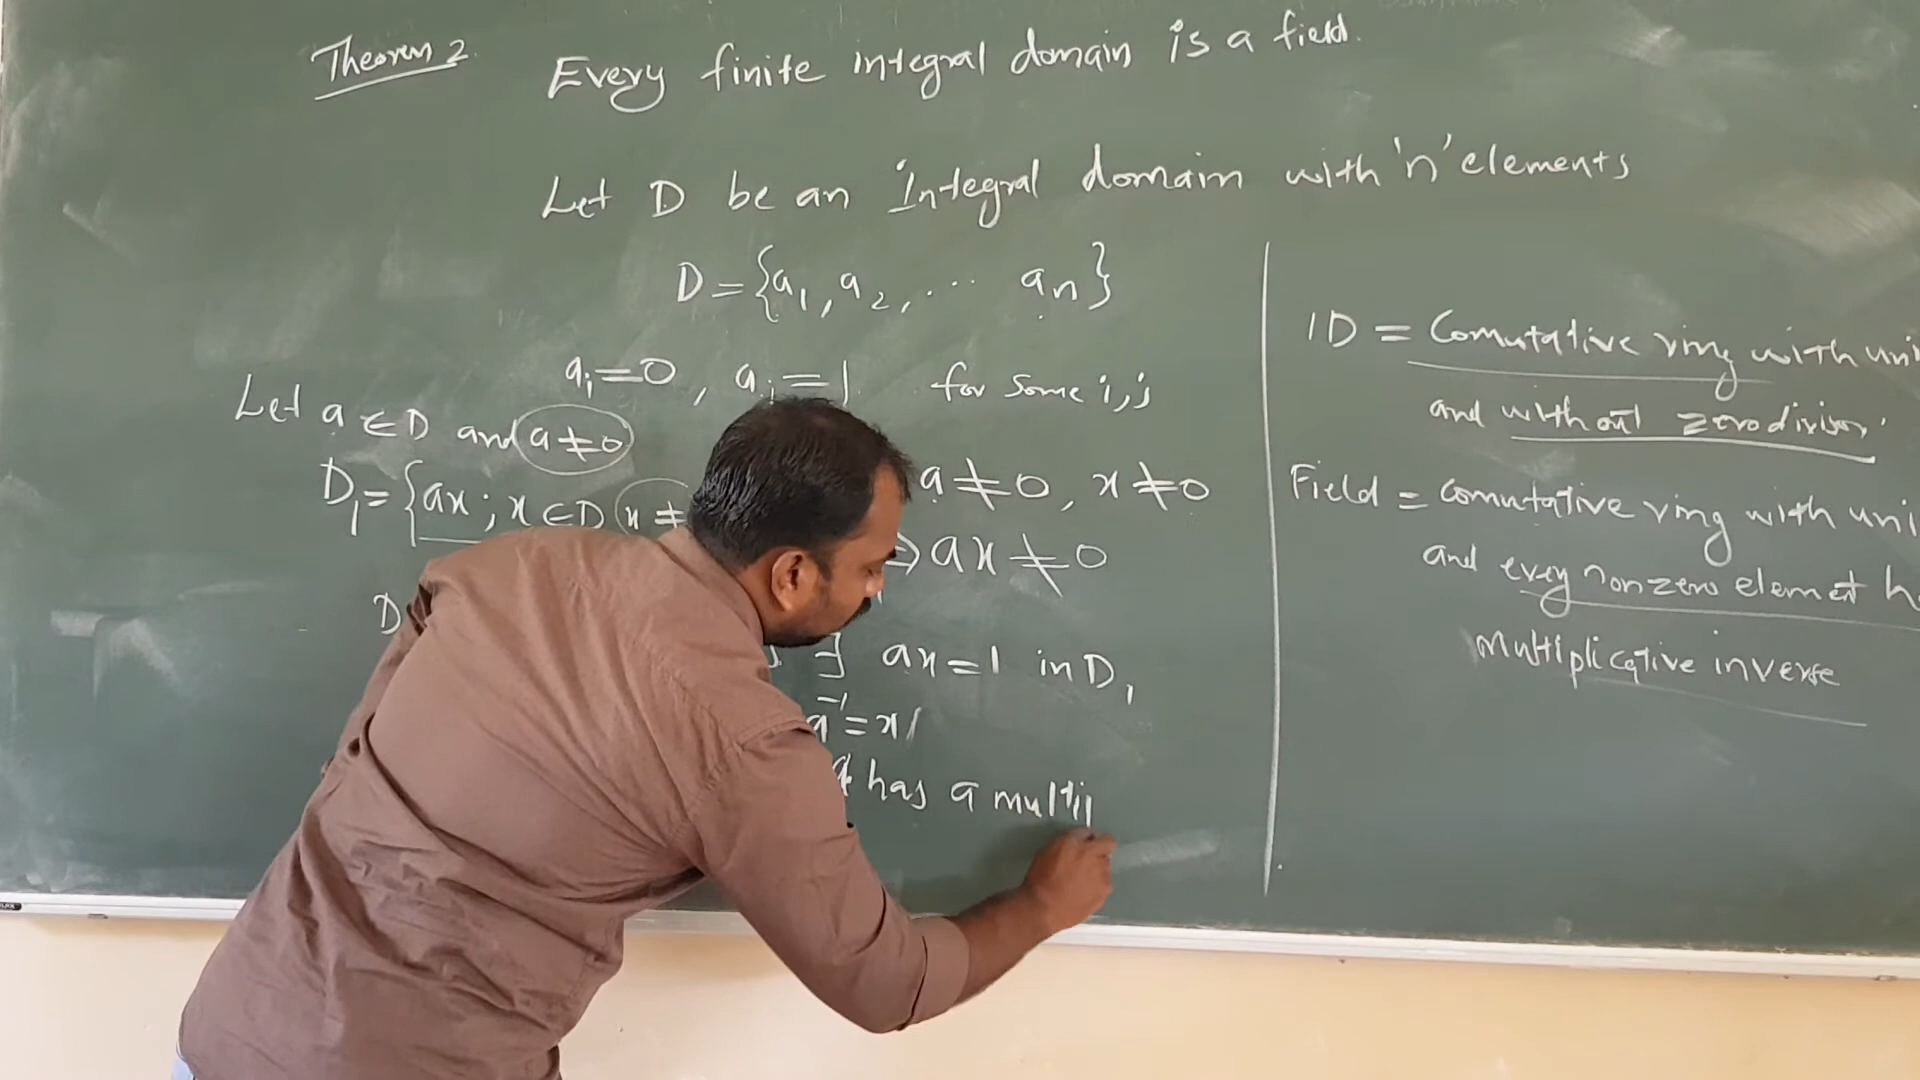 Theorem 2
Every finite integral domain is a field.
Let D be an Integral domain with 'n' elements
D = {a₁, a₂, ... aₙ}
aᵢ = 0, aⱼ = 1 for some i, j
Let a ∈ D and a ≠ 0
D₁ = {ax ; x ∈ D x ≠
a ≠ 0, x ≠ 0
⇒ ax ≠ 0
D
∃ ax = 1 in D₁
a⁻¹ = x/
a has a multip
ID = Comutative ring with uni
and without zero divisor.
Field = Comutative ring with uni
and every nonzero element h
multiplicative inverse